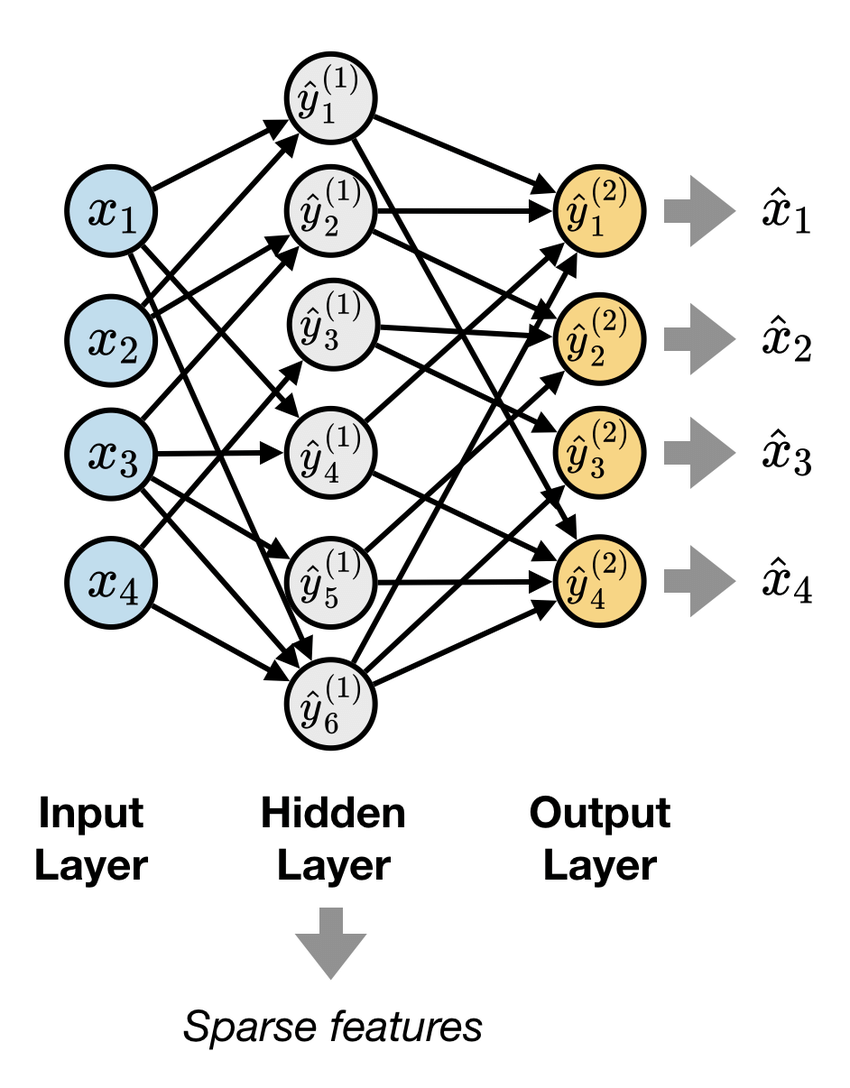 ŷ₁⁽¹⁾
x₁
ŷ₂⁽¹⁾
ŷ₁⁽²⁾
x̂₁
x₂
ŷ₃⁽¹⁾
ŷ₂⁽²⁾
x̂₂
x₃
ŷ₄⁽¹⁾
ŷ₃⁽²⁾
x̂₃
x₄
ŷ₅⁽¹⁾
ŷ₄⁽²⁾
x̂₄
ŷ₆⁽¹⁾
Input
Layer
Hidden
Layer
Output
Layer
Sparse features